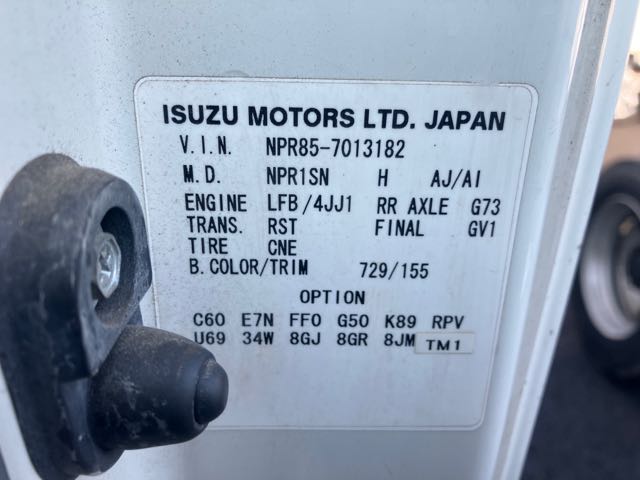 ISUZU MOTORS LTD. JAPAN
V.I.N. NPR85-7013182
M.D. NPR1SN H AJ/AI
ENGINE LFB/4JJ1 RR AXLE G73
TRANS. RST FINAL GV1
TIRE CNE
B.COLOR/TRIM 729/155
OPTION
C60 E7N FF0 G50 K89 RPV
U69 34W 8GJ 8GR 8JM TM1